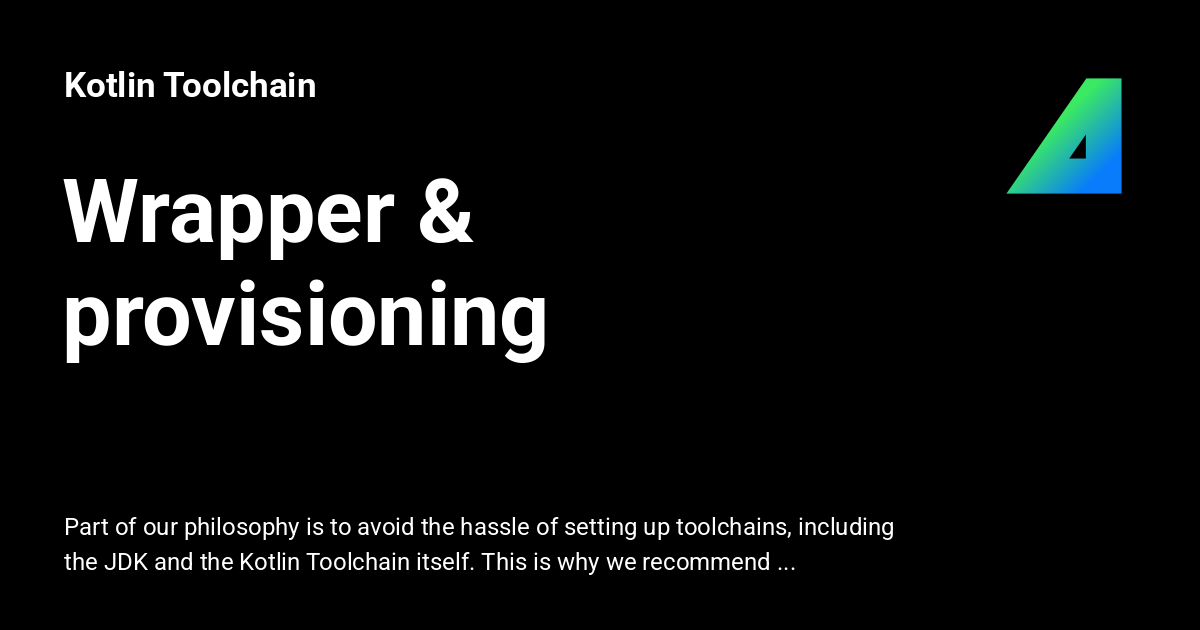 Kotlin Toolchain
Wrapper &
provisioning
Part of our philosophy is to avoid the hassle of setting up toolchains, including
the JDK and the Kotlin Toolchain itself. This is why we recommend ...